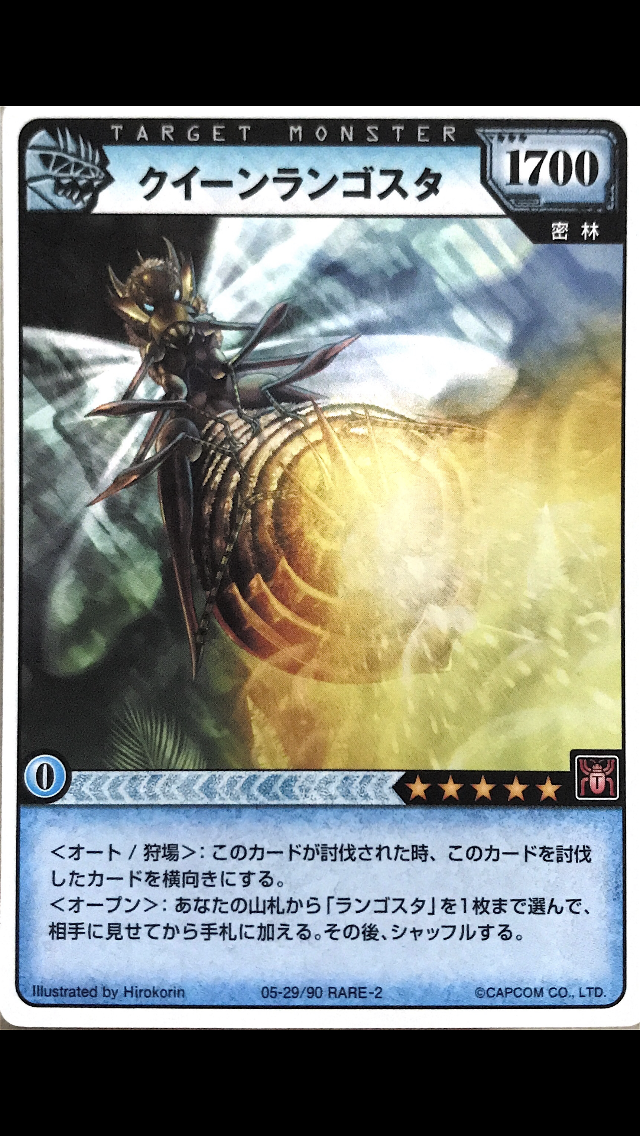 TARGET MONSTER
クイーンランゴスタ
1700
密林
0
T
＜オート / 狩場＞：このカードが討伐された時、このカードを討伐
したカードを横向きにする。
＜オープン＞：あなたの山札から「ランゴスタ」を1枚まで選んで、
相手に見せてから手札に加える。その後、シャッフルする。
Illustrated by Hirokorin
05-29/90 RARE-2
©CAPCOM CO., LTD.